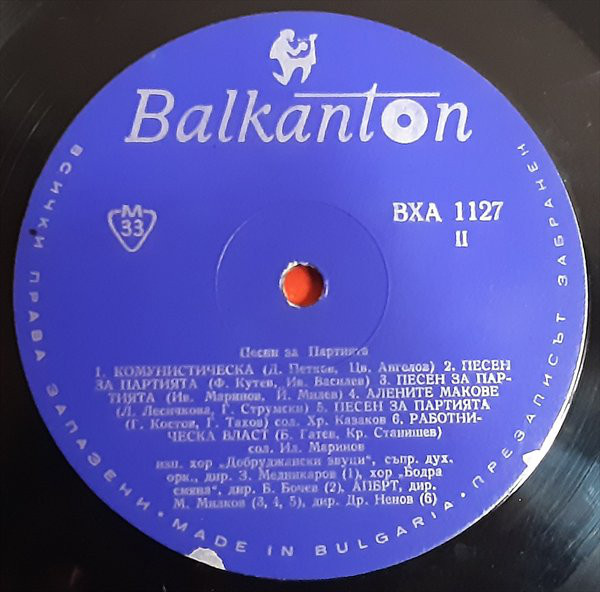 Balkanton
M
33
ВХА 1127
II
Песни за Партията
1. КОМУНИСТИЧЕСКА (Д. Петков, Цв. Ангелов) 2. ПЕСЕН
ЗА ПАРТИЯТА (Ф. Кутев, Ив. Василев) 3. ПЕСЕН ЗА ПАР-
ТИЯТА (Ив. Маринов, Й. Милев) 4. АЛЕНИТЕ МАКОВЕ
(Д. Лесичкова, Г. Струмски) 5. ПЕСЕН ЗА ПАРТИЯТА
(Г. Костов, Г. Тахов) сол. Хр. Казаков 6. РАБОТНИ-
ЧЕСКА ВЛАСТ (Б. Гатев, Кр. Станишев)
сол. Ил. Маринов
изп. хор „Добруджански звуци", съпр. дух.
орк., дир. З. Медникаров (1), хор „Бодра
смяна", дир. Б. Бочев (2), АПБРТ, дир.
М. Милков (3, 4, 5), дир. Др. Ненов (6)
ВСИЧКИ ПРАВА ЗАПАЗЕНИ • MADE IN BULGARIA • ПРЕЗАПИСЪТ ЗАБРАНЕН